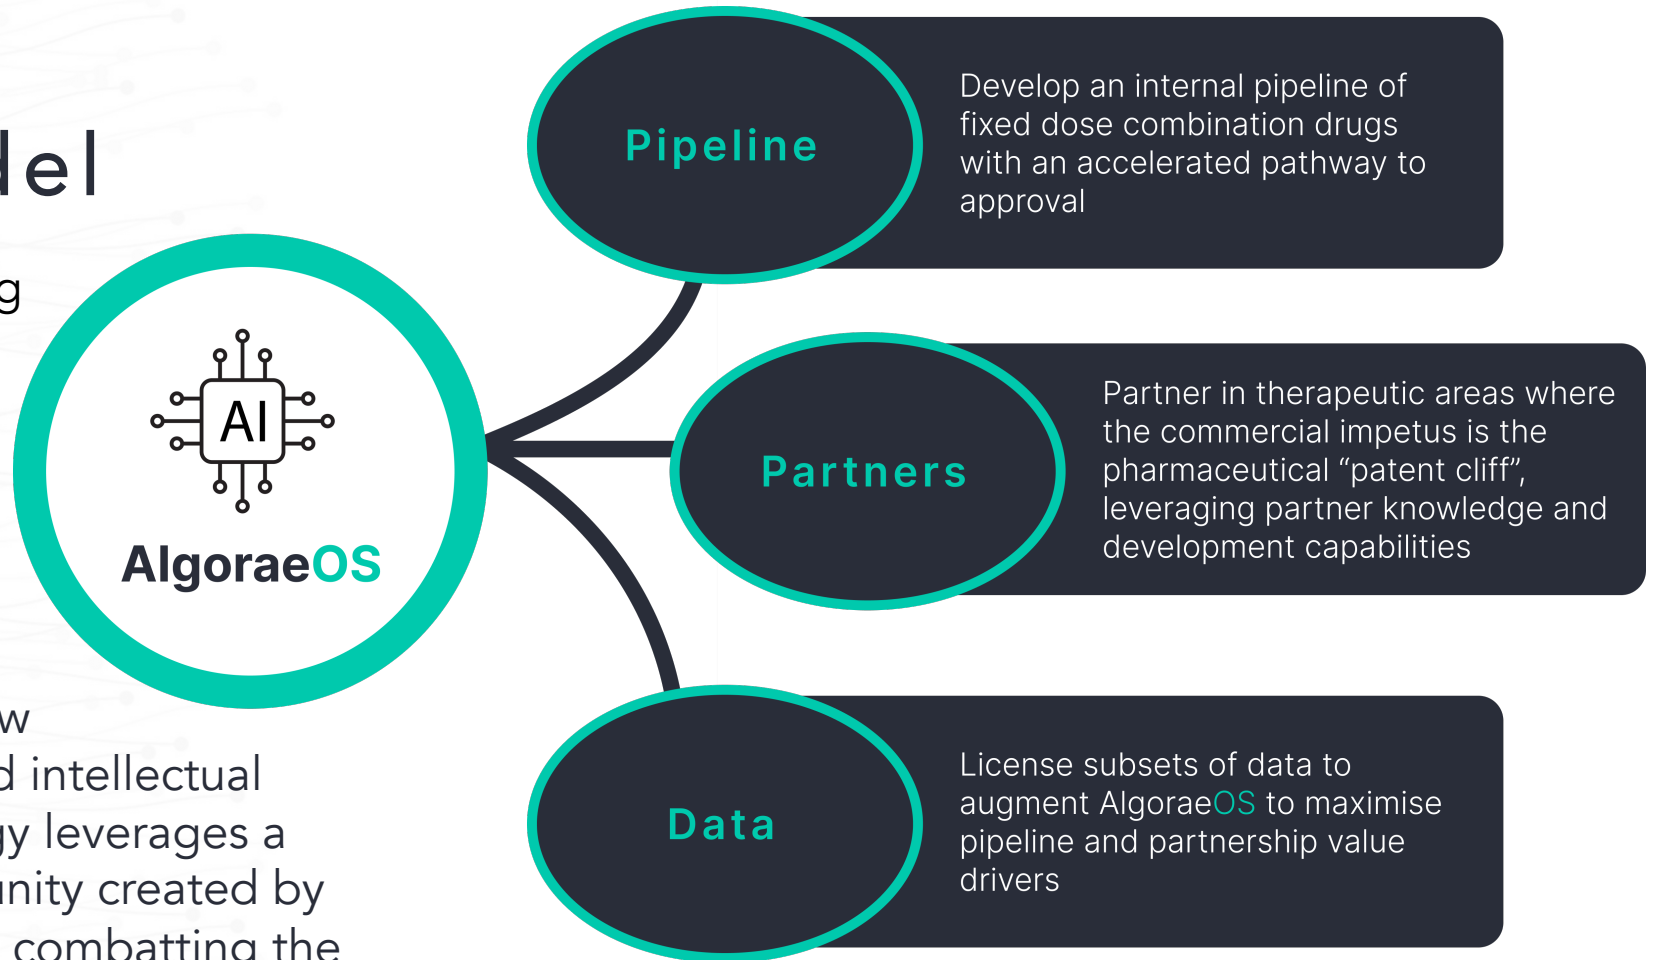 del
g
AI
AlgoraeOS
w
d intellectual
gy leverages a
unity created by
combatting the
Pipeline
Develop an internal pipeline of
fixed dose combination drugs
with an accelerated pathway to
approval
Partners
Partner in therapeutic areas where
the commercial impetus is the
pharmaceutical “patent cliff”,
leveraging partner knowledge and
development capabilities
Data
License subsets of data to
augment AlgoraeOS to maximise
pipeline and partnership value
drivers